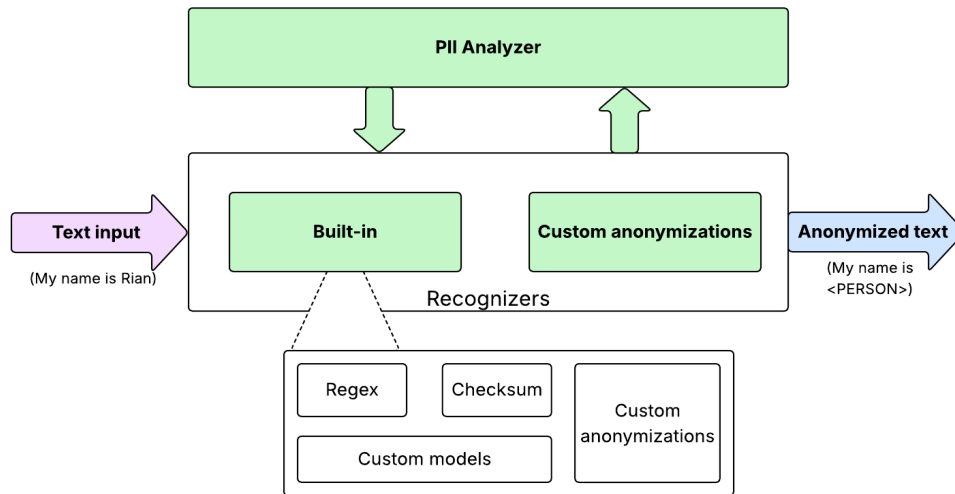 PII Analyzer
Text input
(My name is Rian)
Built-in
Custom anonymizations
Recognizers
Anonymized text
(My name is
<PERSON>)
Regex
Checksum
Custom
anonymizations
Custom models